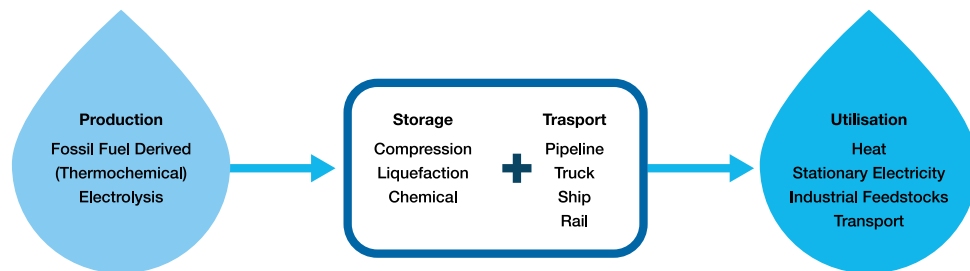 Production
Fossil Fuel Derived
(Thermochemical)
Electrolysis
Storage
Compression
Liquefaction
Chemical
Trasport
Pipeline
Truck
Ship
Rail
Utilisation
Heat
Stationary Electricity
Industrial Feedstocks
Transport